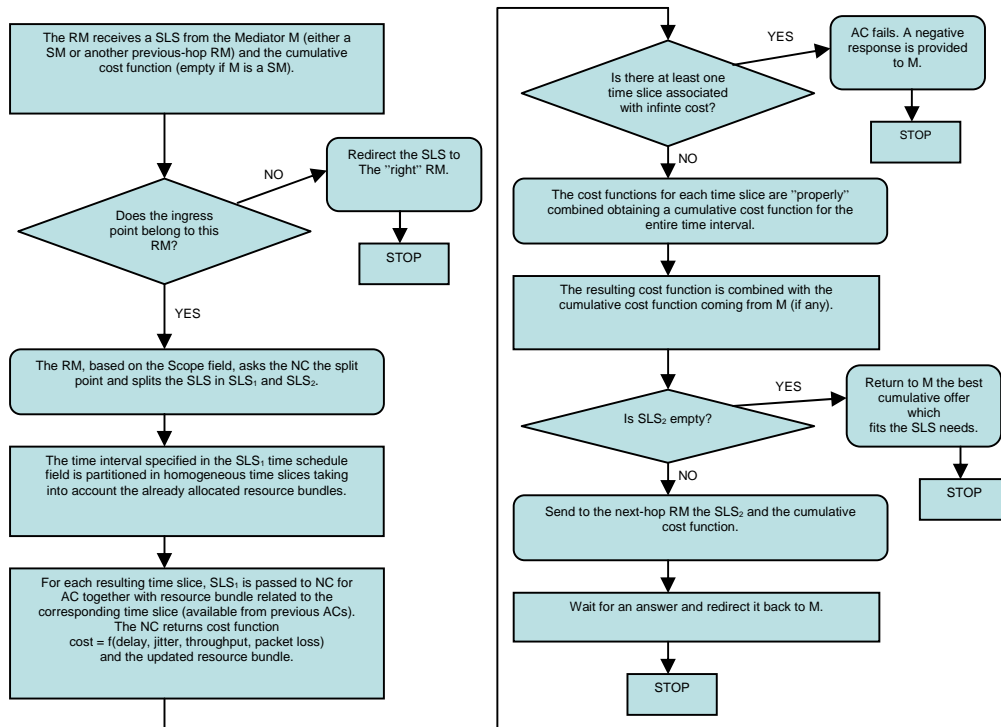 The RM receives a SLS from the Mediator M (either a
SM or another previous-hop RM) and the cumulative
cost function (empty if M is a SM).
NO
Redirect the SLS to
The "right" RM.
Does the ingress
point belong to this
RM?
STOP
YES
The RM, based on the Scope field, asks the NC the split
point and splits the SLS in SLS₁ and SLS₂.
The time interval specified in the SLS₁ time schedule
field is partitioned in homogeneous time slices taking
into account the already allocated resource bundles.
For each resulting time slice, SLS₁ is passed to NC for
AC together with resource bundle related to the
corresponding time slice (available from previous ACs).
The NC returns cost function
cost = f(delay, jitter, throughput, packet loss)
and the updated resource bundle.
YES
AC fails. A negative
response is provided
to M.
Is there at least one
time slice associated
with infinite cost?
STOP
NO
The cost functions for each time slice are "properly"
combined obtaining a cumulative cost function for the
entire time interval.
The resulting cost function is combined with the
cumulative cost function coming from M (if any).
YES
Return to M the best
cumulative offer
which
fits the SLS needs.
Is SLS₂ empty?
NO
STOP
Send to the next-hop RM the SLS₂ and the cumulative
cost function.
Wait for an answer and redirect it back to M.
STOP